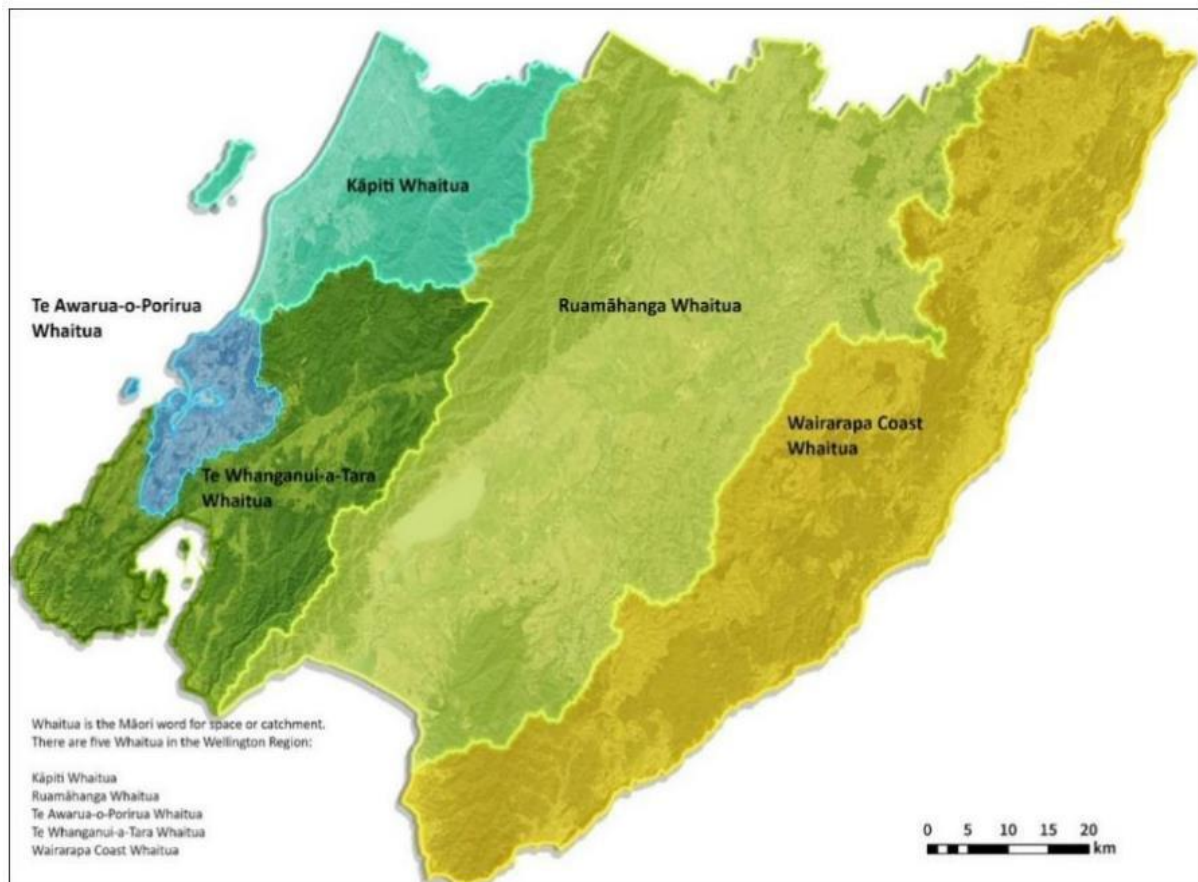 Kāpiti Whaitua
Te Awarua-o-Porirua
Whaitua
Ruamāhanga Whaitua
Wairarapa Coast
Whaitua
Te Whanganui-a-Tara
Whaitua
Whaitua is the Māori word for space or catchment.
There are five Whaitua in the Wellington Region:
Kāpiti Whaitua
Ruamāhanga Whaitua
Te Awarua-o-Porirua Whaitua
Te Whanganui-a-Tara Whaitua
Wairarapa Coast Whaitua
0 5 10 15 20
km